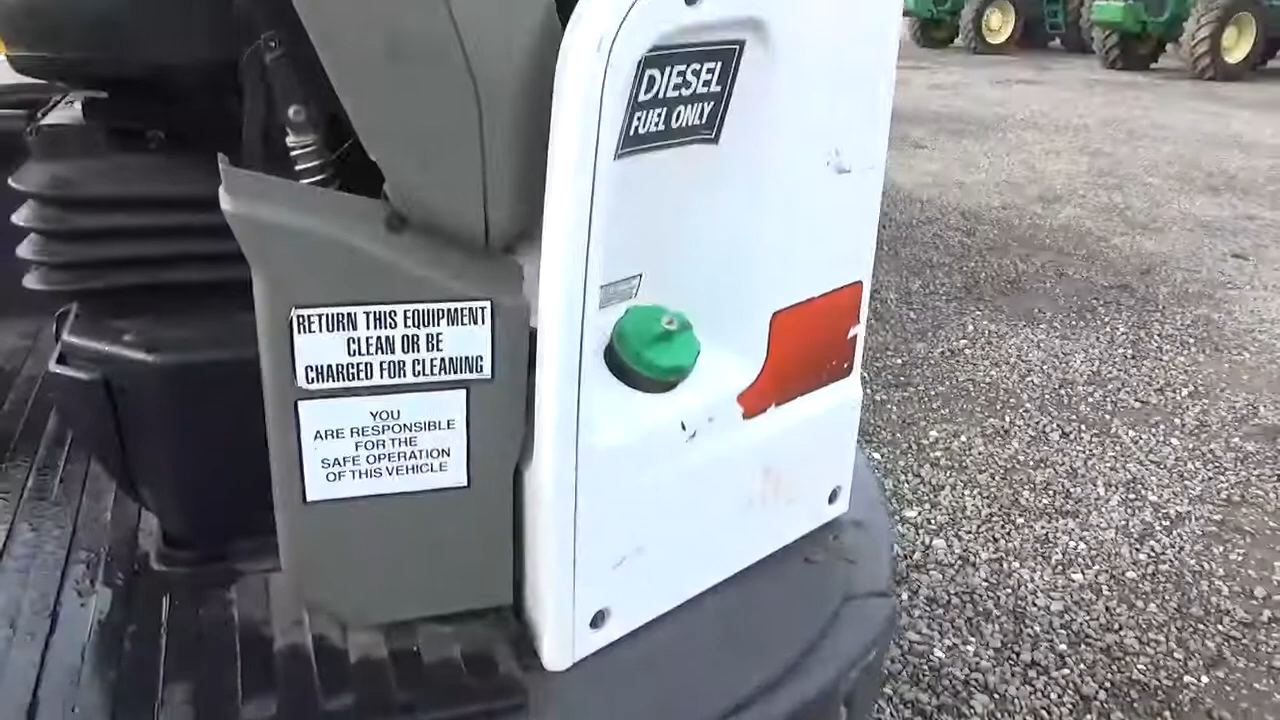 DIESEL
FUEL ONLY
RETURN THIS EQUIPMENT
CLEAN OR BE
CHARGED FOR CLEANING
YOU
ARE RESPONSIBLE
FOR THE
SAFE OPERATION
OF THIS VEHICLE